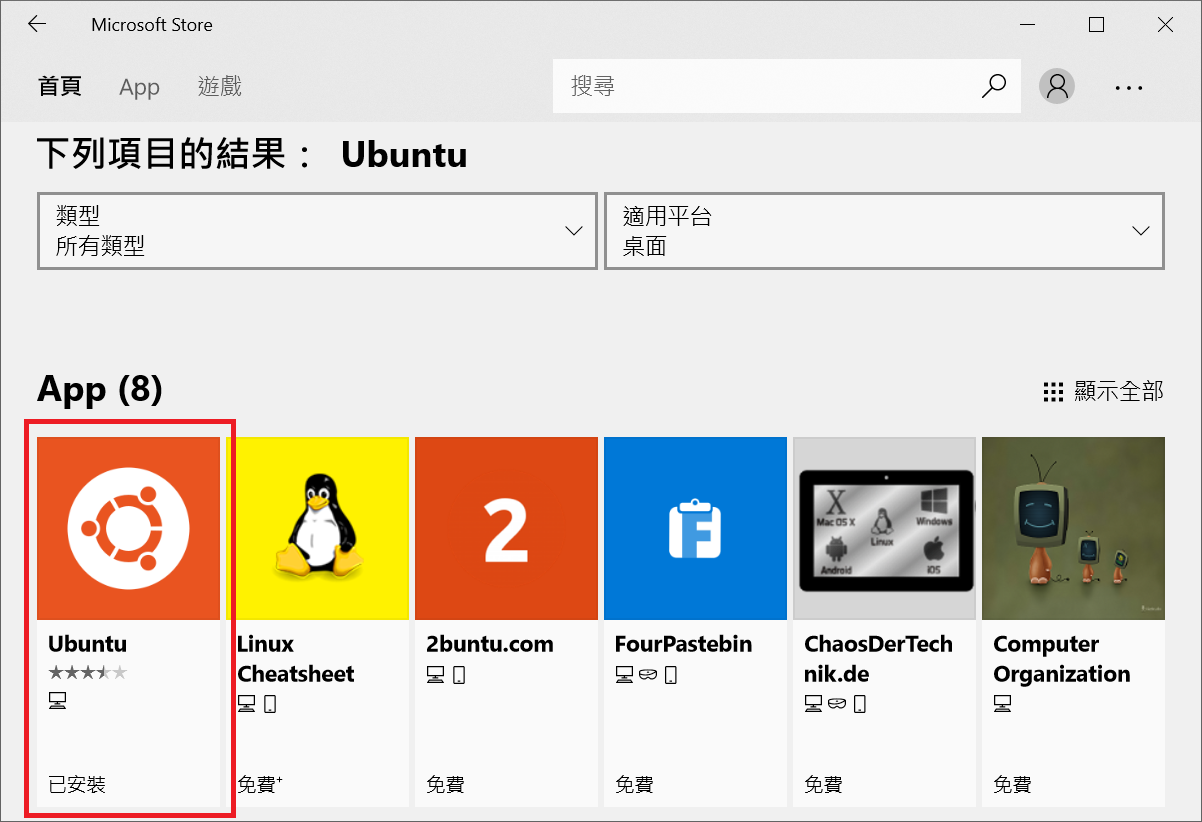 Microsoft Store
首頁 App 遊戲 搜尋
下列項目的結果： Ubuntu
類型
所有類型
適用平台
桌面
App (8)
顯示全部
2
F
X
Mac OS X
Windows
Linux
Android
iOS
Ubuntu
已安裝
Linux
Cheatsheet
免費+
2buntu.com
免費
FourPastebin
免費
ChaosDerTech
nik.de
免費
Computer
Organization
免費